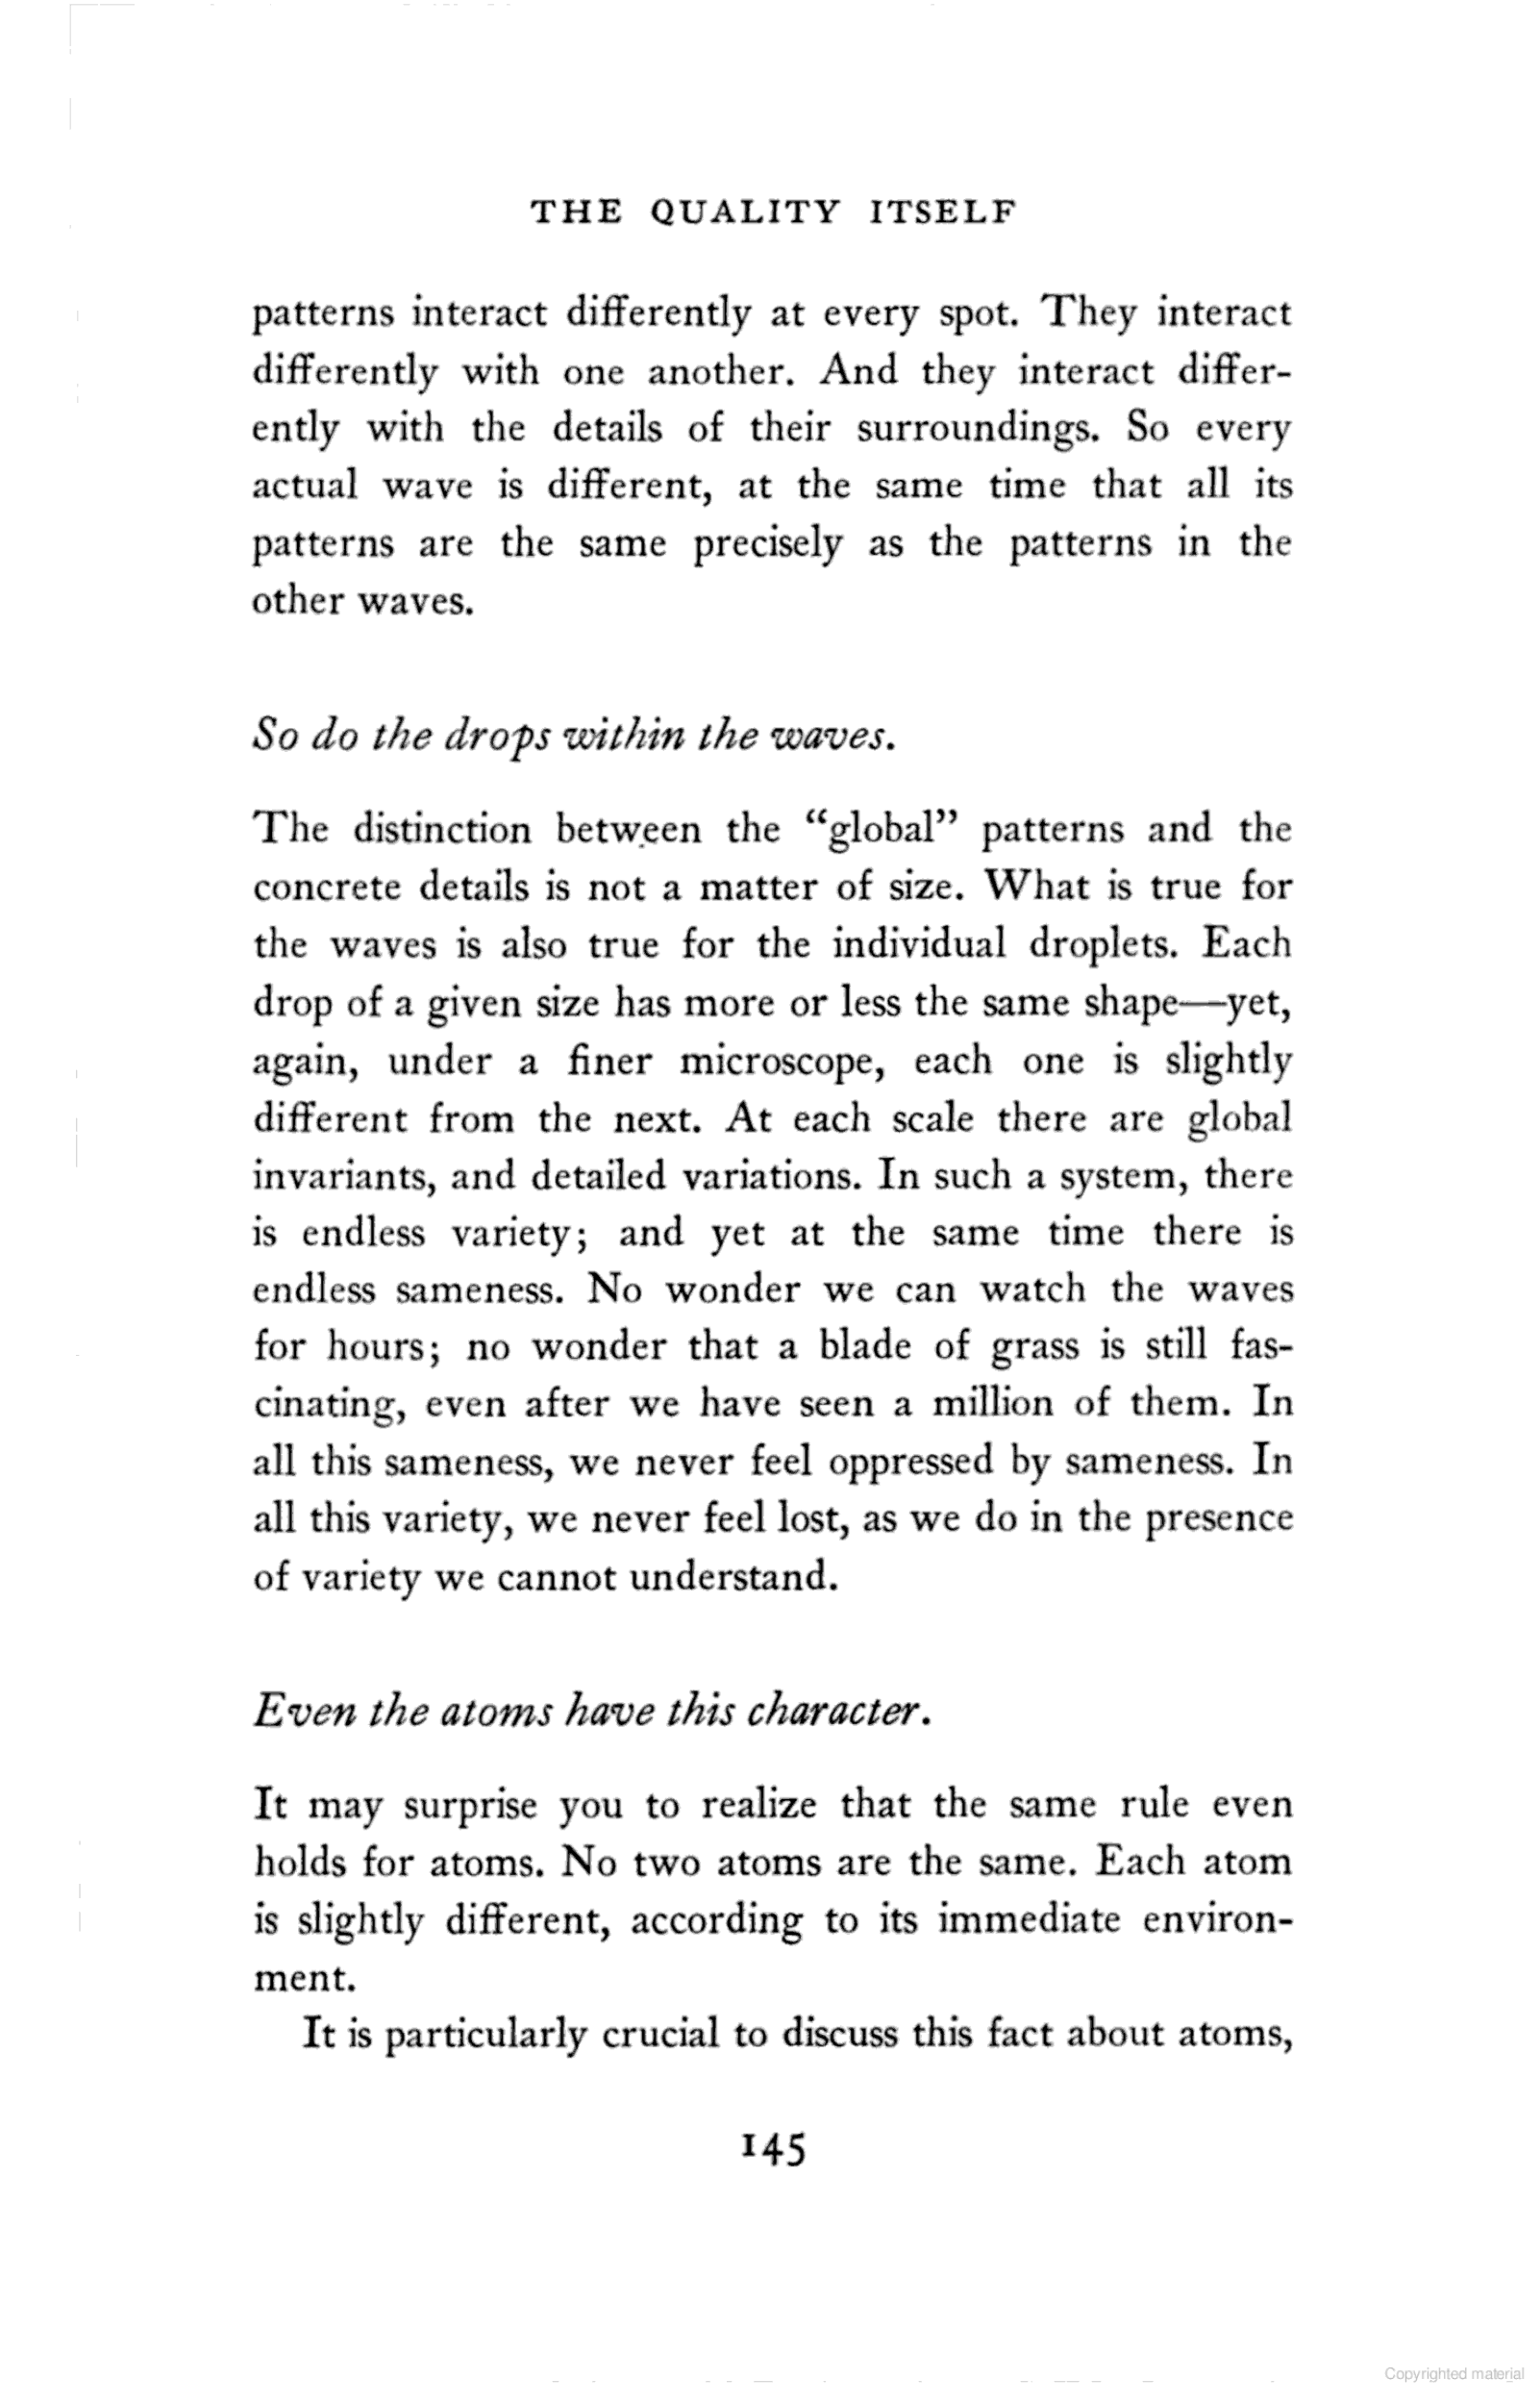 THE QUALITY ITSELF
patterns interact differently at every spot. They interact
differently with one another. And they interact differ-
ently with the details of their surroundings. So every
actual wave is different, at the same time that all its
patterns are the same precisely as the patterns in the
other waves.
So do the drops within the waves.
The distinction between the “global” patterns and the
concrete details is not a matter of size. What is true for
the waves is also true for the individual droplets. Each
drop of a given size has more or less the same shape—yet,
again, under a finer microscope, each one is slightly
different from the next. At each scale there are global
invariants, and detailed variations. In such a system, there
is endless variety; and yet at the same time there is
endless sameness. No wonder we can watch the waves
for hours; no wonder that a blade of grass is still fas-
cinating, even after we have seen a million of them. In
all this sameness, we never feel oppressed by sameness. In
all this variety, we never feel lost, as we do in the presence
of variety we cannot understand.
Even the atoms have this character.
It may surprise you to realize that the same rule even
holds for atoms. No two atoms are the same. Each atom
is slightly different, according to its immediate environ-
ment.
It is particularly crucial to discuss this fact about atoms,
145
Copyrighted material